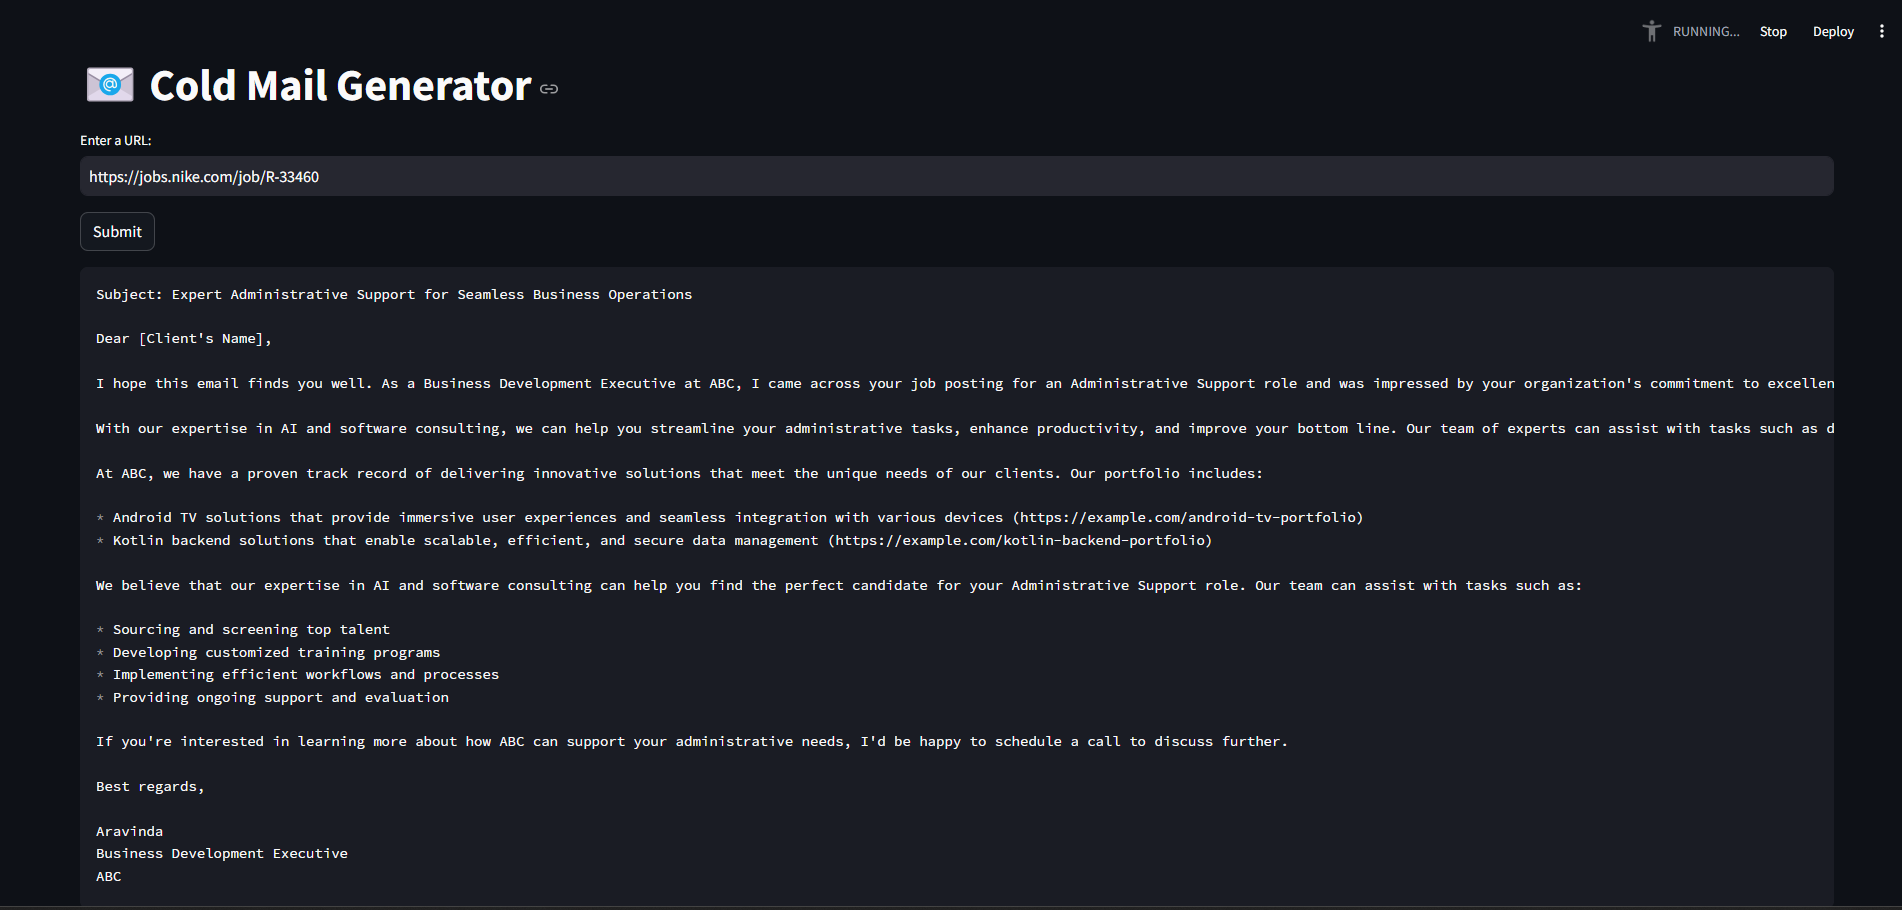 RUNNING...
Stop
Deploy
Cold Mail Generator
Enter a URL:
https://jobs.nike.com/job/R-33460
Submit
Subject: Expert Administrative Support for Seamless Business Operations
Dear [Client's Name],
I hope this email finds you well. As a Business Development Executive at ABC, I came across your job posting for an Administrative Support role and was impressed by your organization's commitment to excellen
With our expertise in AI and software consulting, we can help you streamline your administrative tasks, enhance productivity, and improve your bottom line. Our team of experts can assist with tasks such as d
At ABC, we have a proven track record of delivering innovative solutions that meet the unique needs of our clients. Our portfolio includes:
* Android TV solutions that provide immersive user experiences and seamless integration with various devices (https://example.com/android-tv-portfolio)
* Kotlin backend solutions that enable scalable, efficient, and secure data management (https://example.com/kotlin-backend-portfolio)
We believe that our expertise in AI and software consulting can help you find the perfect candidate for your Administrative Support role. Our team can assist with tasks such as:
* Sourcing and screening top talent
* Developing customized training programs
* Implementing efficient workflows and processes
* Providing ongoing support and evaluation
If you're interested in learning more about how ABC can support your administrative needs, I'd be happy to schedule a call to discuss further.
Best regards,
Aravinda
Business Development Executive
ABC